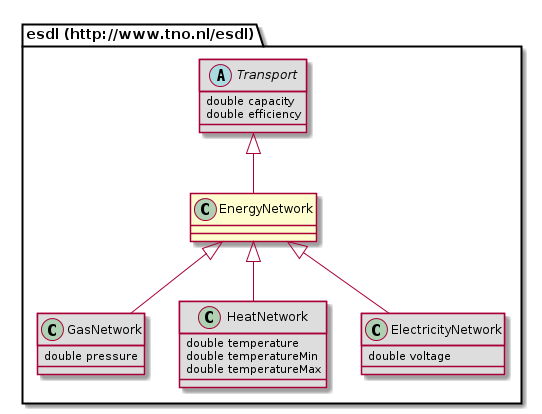 esdl (http://www.tno.nl/esdl)
A Transport
double capacity
double efficiency
C EnergyNetwork
C GasNetwork
double pressure
C HeatNetwork
double temperature
double temperatureMin
double temperatureMax
C ElectricityNetwork
double voltage